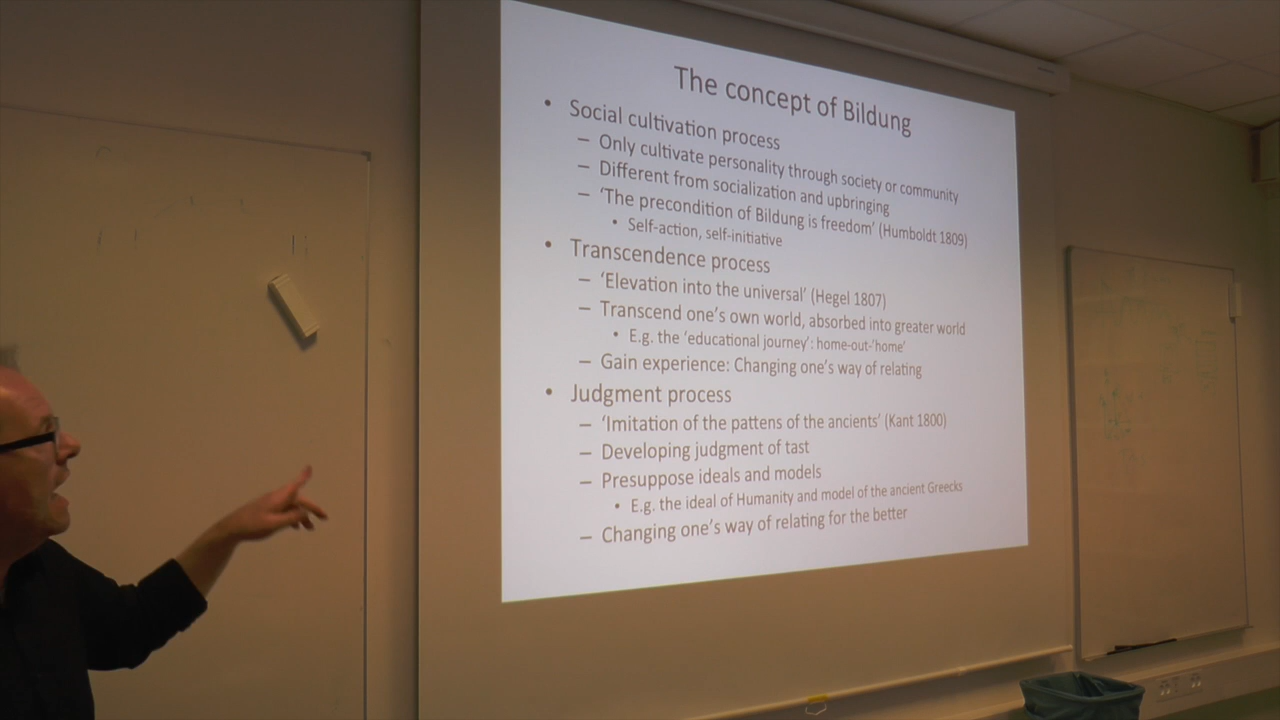 The concept of Bildung
• Social cultivation process
– Only cultivate personality through society or community
– Different from socialization and upbringing
– ‘The precondition of Bildung is freedom’ (Humboldt 1809)
• Self-action, self-initiative
• Transcendence process
– ‘Elevation into the universal’ (Hegel 1807)
– Transcend one’s own world, absorbed into greater world
• E.g. the ‘educational journey’: home-out-‘home’
– Gain experience: Changing one’s way of relating
• Judgment process
– ‘Imitation of the pattens of the ancients’ (Kant 1800)
– Developing judgment of tast
– Presuppose ideals and models
• E.g. the ideal of Humanity and model of the ancient Greecks
– Changing one’s way of relating for the better